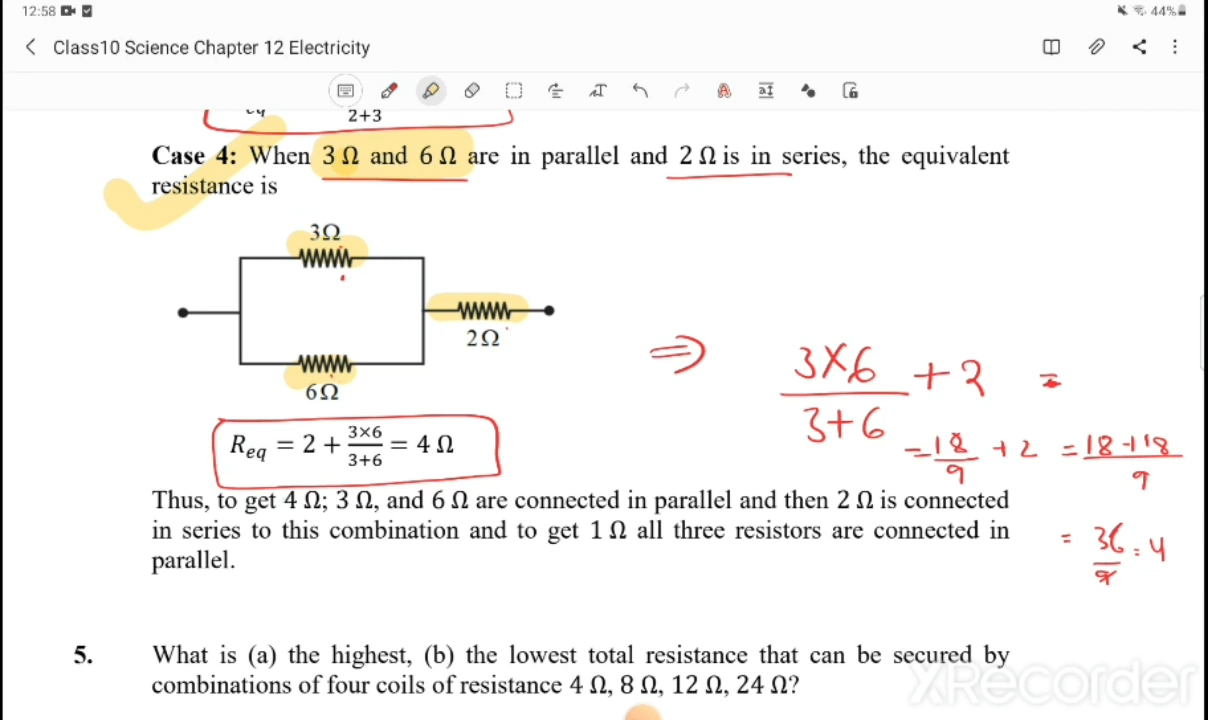 12:58
44%
Class10 Science Chapter 12 Electricity
2+3
Case 4: When 3 Ω and 6 Ω are in parallel and 2 Ω is in series, the equivalent
resistance is
3Ω
2Ω
6Ω
Req = 2 + 3×6/3+6 = 4 Ω
⇒ 3×6/3+6 + 2 =
= 18/9 + 2 = 18+18/9
= 36/9 = 4
Thus, to get 4 Ω; 3 Ω, and 6 Ω are connected in parallel and then 2 Ω is connected
in series to this combination and to get 1 Ω all three resistors are connected in
parallel.
5. What is (a) the highest, (b) the lowest total resistance that can be secured by
combinations of four coils of resistance 4 Ω, 8 Ω, 12 Ω, 24 Ω?
XRecorder